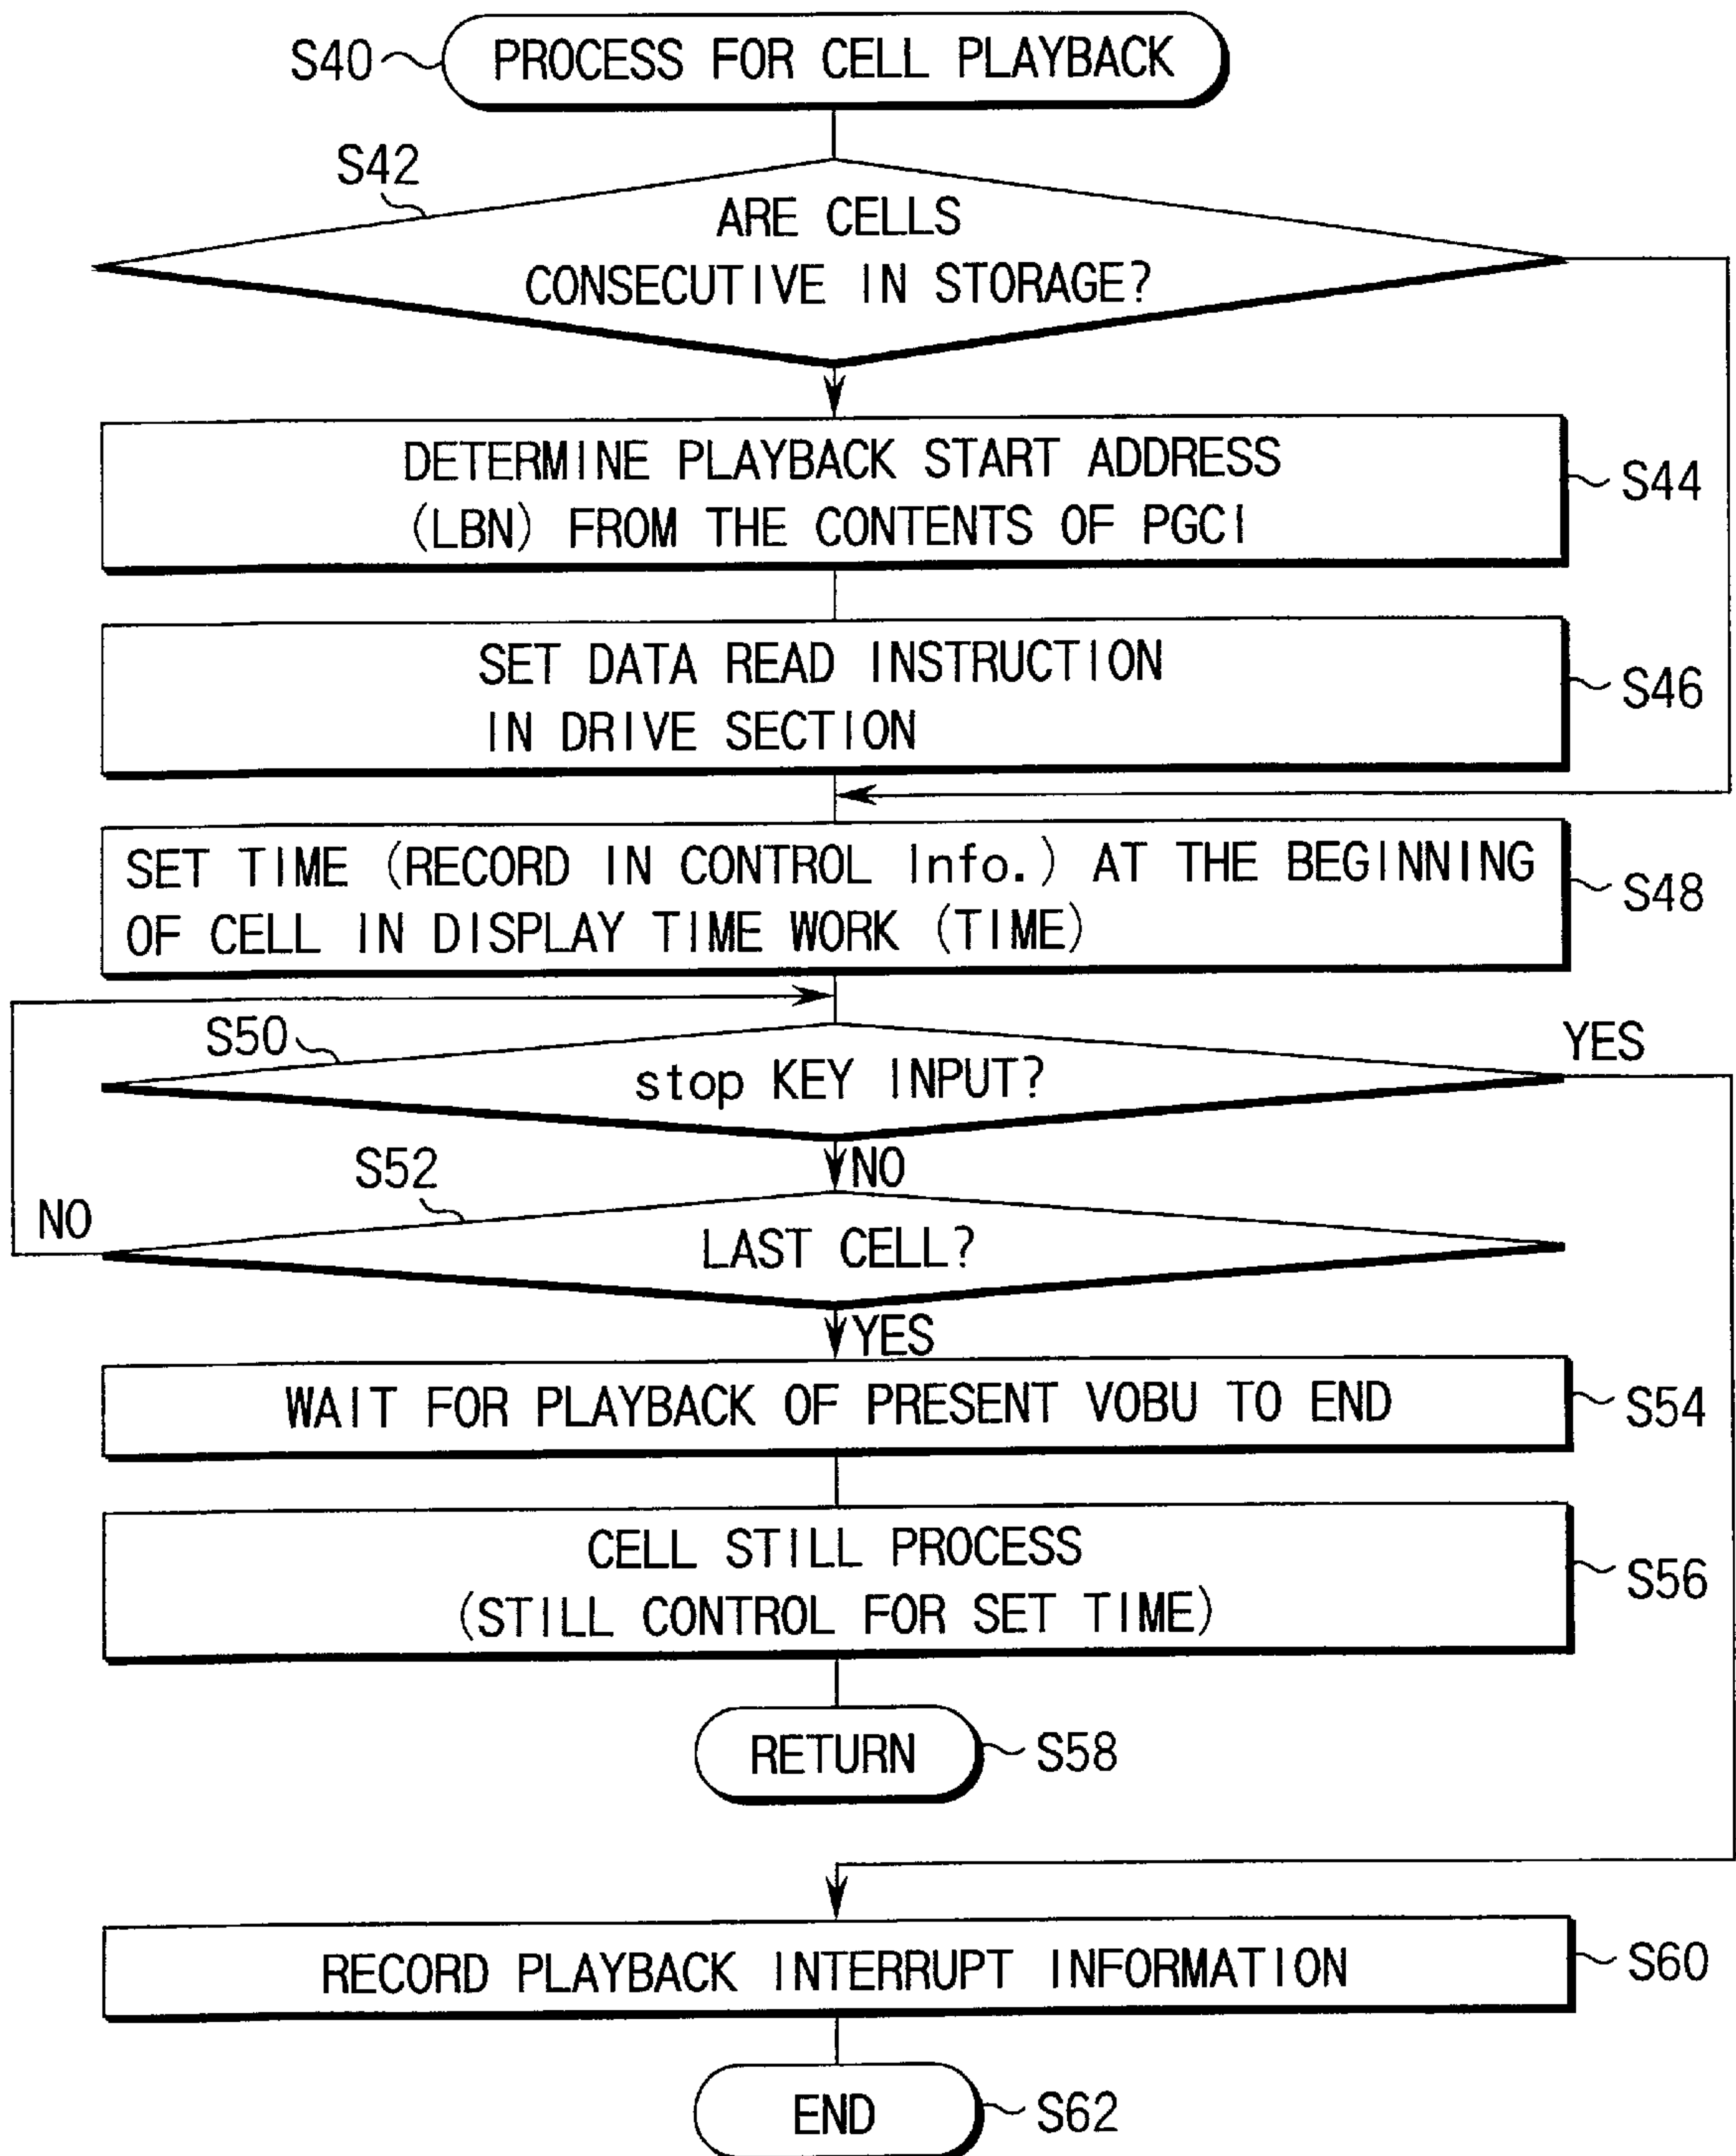 S40
PROCESS FOR CELL PLAYBACK
S42
ARE CELLS
CONSECUTIVE IN STORAGE?
DETERMINE PLAYBACK START ADDRESS
(LBN) FROM THE CONTENTS OF PGCI
S44
SET DATA READ INSTRUCTION
IN DRIVE SECTION
S46
SET TIME (RECORD IN CONTROL Info.) AT THE BEGINNING
OF CELL IN DISPLAY TIME WORK (TIME)
S48
S50
stop KEY INPUT?
YES
NO
S52
NO
LAST CELL?
YES
WAIT FOR PLAYBACK OF PRESENT VOBU TO END
S54
CELL STILL PROCESS
(STILL CONTROL FOR SET TIME)
S56
RETURN
S58
RECORD PLAYBACK INTERRUPT INFORMATION
S60
END
S62